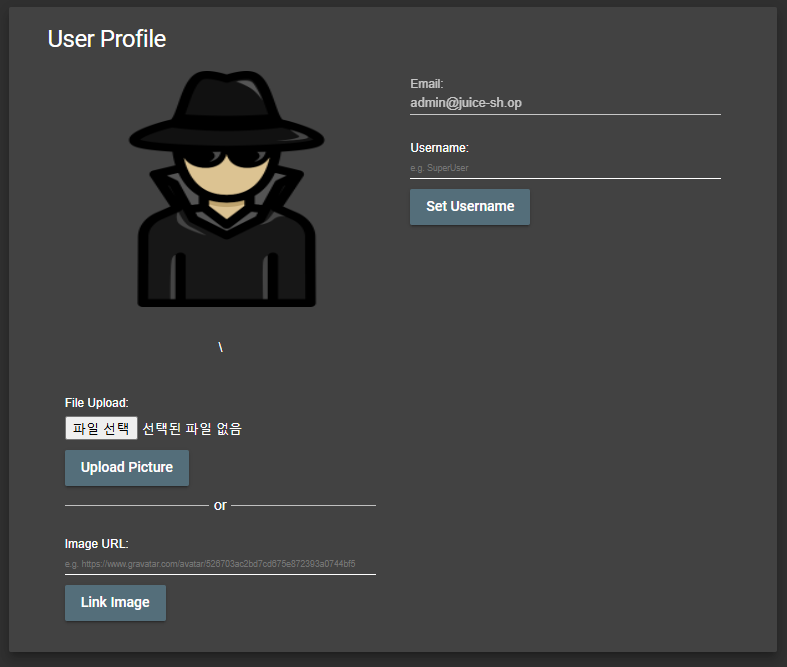 User Profile
\
File Upload:
파일 선택 선택된 파일 없음
Upload Picture
or
Image URL:
e.g. https://www.gravatar.com/avatar/526703ac2bd7cd675e872393a0744bf5
Link Image
Email:
admin@juice-sh.op
Username:
e.g. SuperUser
Set Username